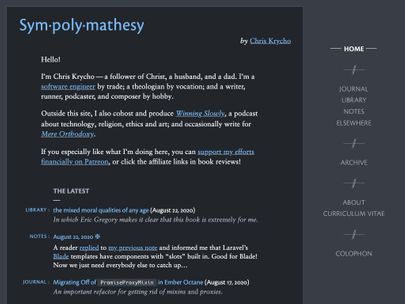 Sym·poly·mathesy
by Chris Krycho
Hello!
I'm Chris Krycho — a follower of Christ, a husband, and a dad. I'm a
software engineer by trade; a theologian by vocation; and a writer,
runner, podcaster, and composer by hobby.
Outside this site, I also cohost and produce Winning Slowly, a podcast
about technology, religion, ethics and art; and occasionally write for
Mere Orthodoxy.
If you especially like what I'm doing here, you can support my efforts
financially on Patreon, or click the affiliate links in book reviews!
THE LATEST
—
LIBRARY : the mixed moral qualities of any age (August 22, 2020)
In which Eric Gregory makes it clear that this book is extremely for me.
NOTES : August 22, 2020 ❉
A reader replied to my previous note and informed me that Laravel's
Blade templates have components with “slots” built in. Good for Blade!
Now we just need everybody else to catch up…
JOURNAL : Migrating Off of PromiseProxyMixin in Ember Octane (August 17, 2020)
An important refactor for getting rid of mixins and proxies.
HOME
JOURNAL
LIBRARY
NOTES
ELSEWHERE
ARCHIVE
ABOUT
CURRICULUM VITAE
COLOPHON